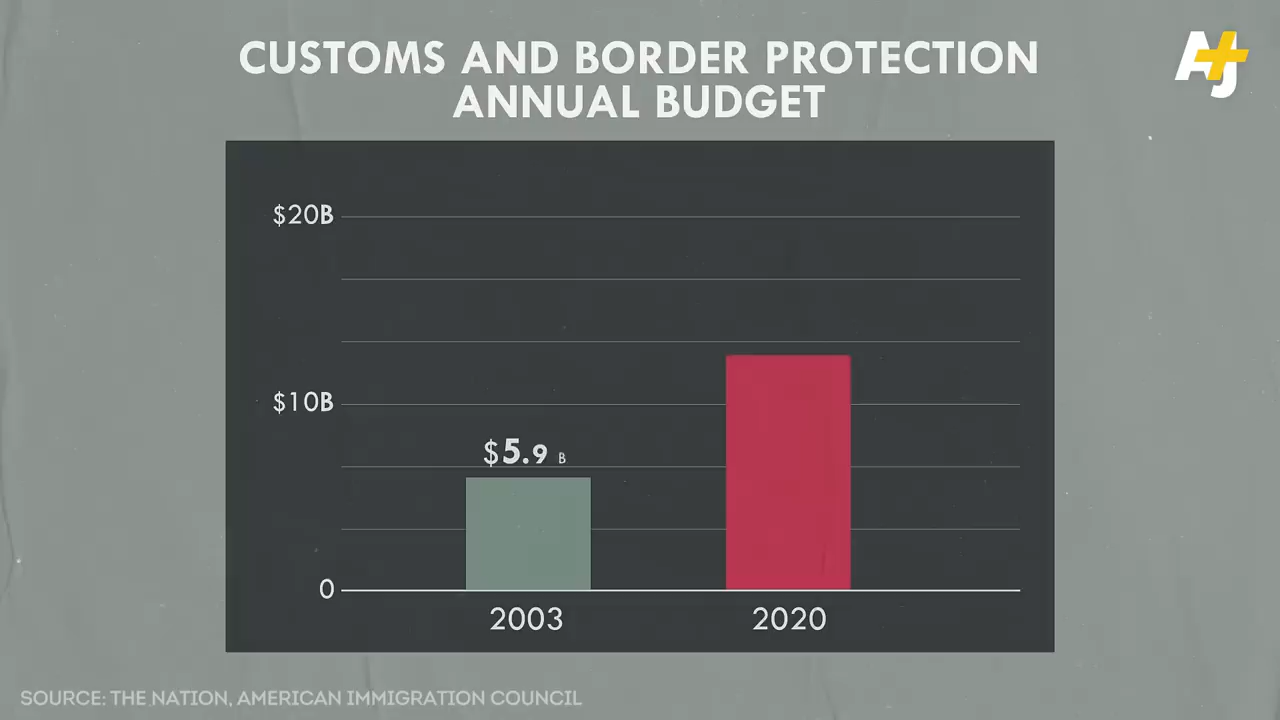 CUSTOMS AND BORDER PROTECTION
ANNUAL BUDGET
AJ+
$20B
$10B
$5.9 B
0
2003
2020
SOURCE: THE NATION, AMERICAN IMMIGRATION COUNCIL